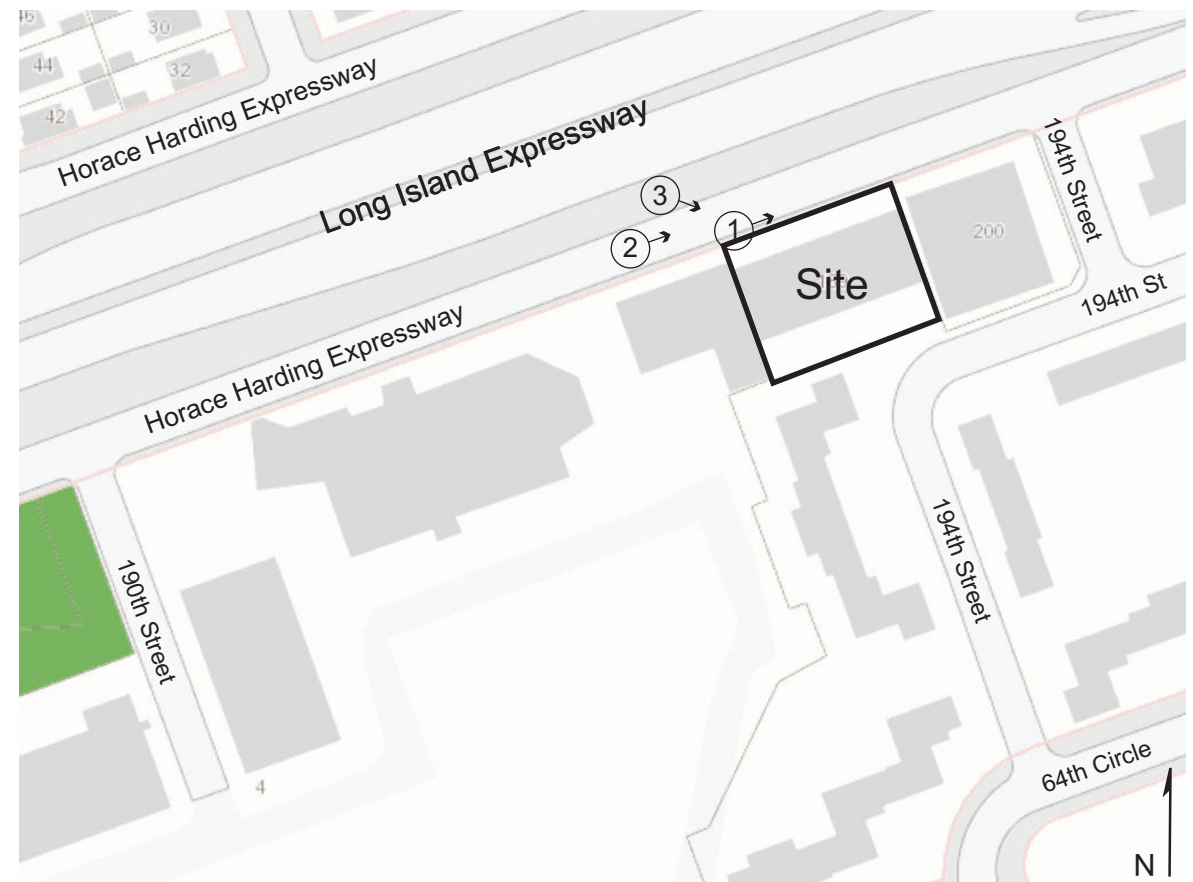 30
44
32
42
Horace Harding Expressway
Long Island Expressway
194th Street
3
1
2
200
Site
194th St
Horace Harding Expressway
194th Street
190th Street
64th Circle
4
N